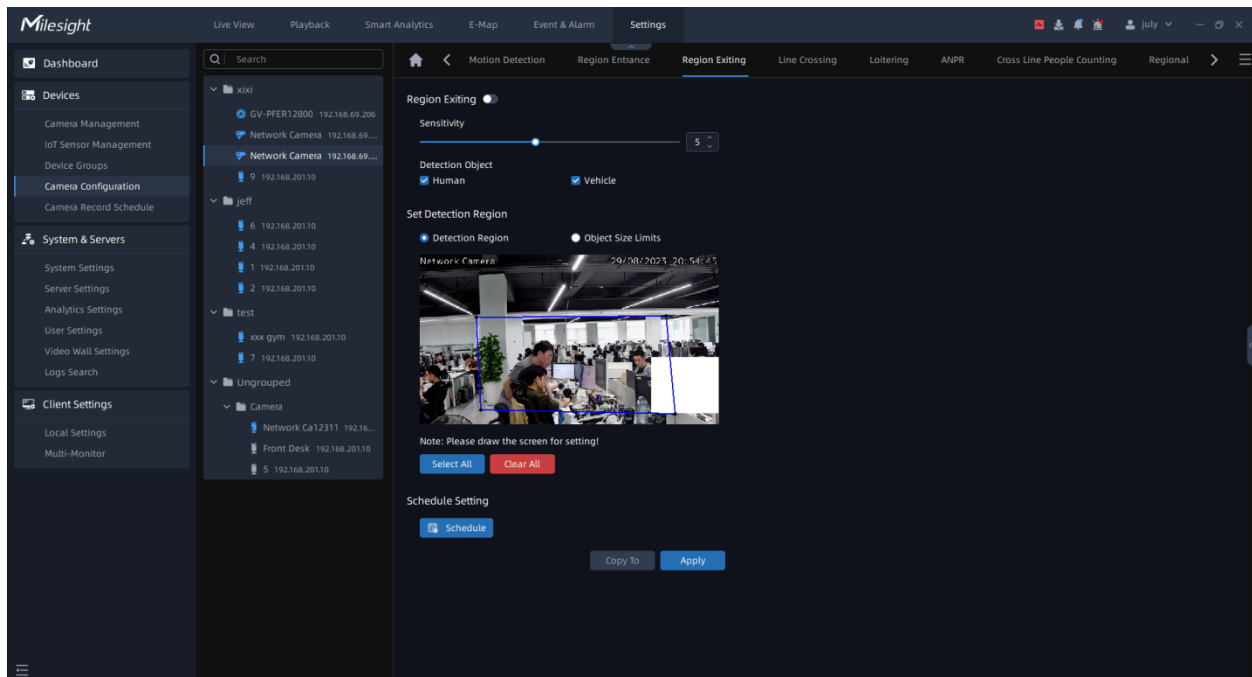 Milesight
Live View Playback Smart Analytics E-Map Event & Alarm Settings july
Dashboard
Devices
Camera Management
IoT Sensor Management
Device Groups
Camera Configuration
Camera Record Schedule
System & Servers
System Settings
Server Settings
Analytics Settings
User Settings
Video Wall Settings
Logs Search
Client Settings
Local Settings
Multi-Monitor
Search
xixi
GV-PFER12800 192.168.69.206
Network Camera 192.168.69....
Network Camera 192.168.69....
9 192.168.201.10
jeff
6 192.168.201.10
4 192.168.201.10
1 192.168.201.10
2 192.168.201.10
test
xxx gym 192.168.201.10
7 192.168.201.10
Ungrouped
Camera
Network Ca12311 192.16...
Front Desk 192.168.201.10
5 192.168.201.10
Motion Detection Region Entrance Region Exiting Line Crossing Loitering ANPR Cross Line People Counting Regional
Region Exiting
Sensitivity
5
Detection Object
Human Vehicle
Set Detection Region
Detection Region Object Size Limits
Network Camera 29/08/2023 20:54:45
Note: Please draw the screen for setting!
Select All Clear All
Schedule Setting
Schedule
Copy To Apply